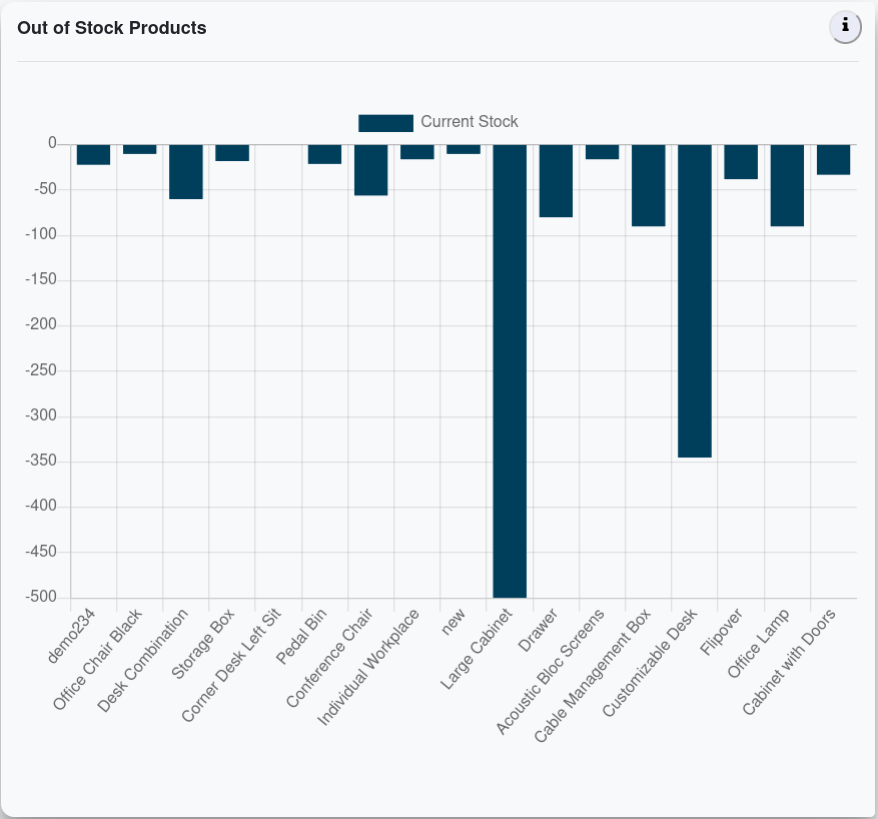 Out of Stock Products
i
Current Stock
0
-50
-100
-150
-200
-250
-300
-350
-400
-450
-500
demo234
Office Chair Black
Desk Combination
Storage Box
Corner Desk Left Sit
Pedal Bin
Conference Chair
Individual Workplace
new
Large Cabinet
Drawer
Acoustic Bloc Screens
Cable Management Box
Customizable Desk
Flipover
Office Lamp
Cabinet with Doors